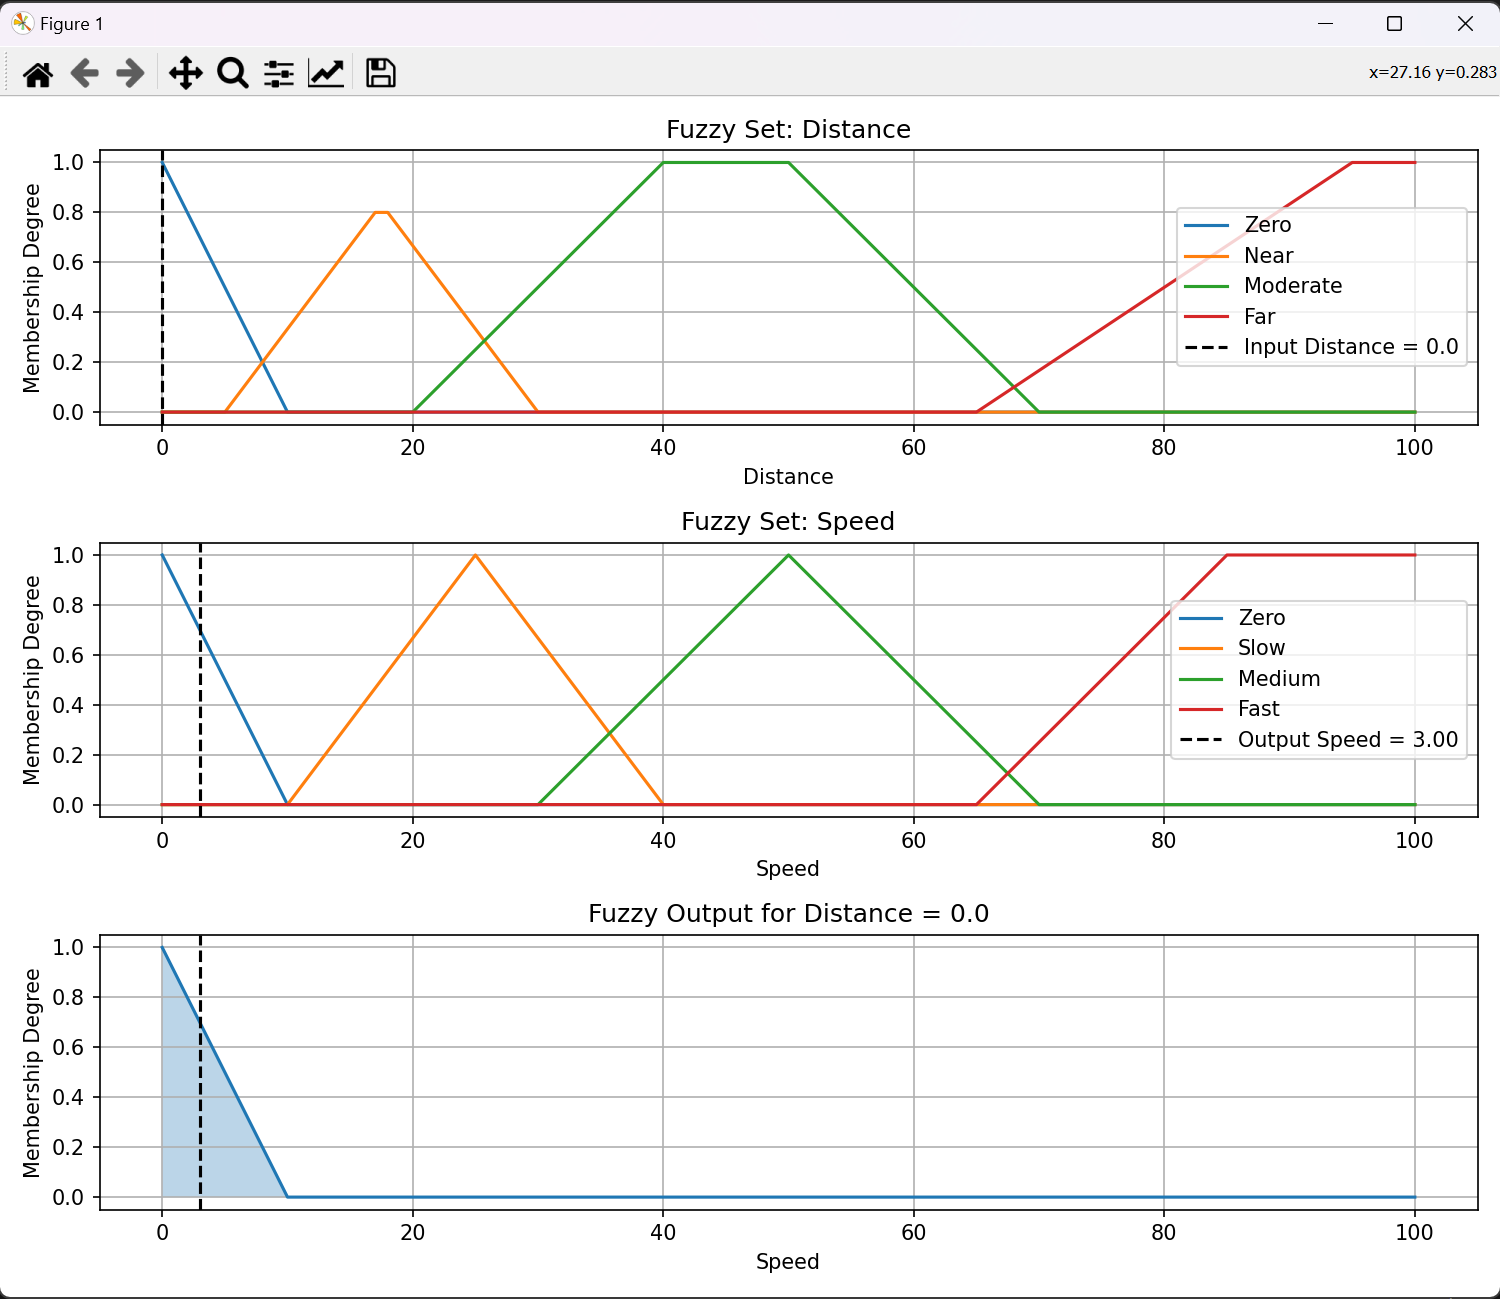 Figure 1
x=27.16 y=0.283
Fuzzy Set: Distance
Membership Degree
1.0
0.8
0.6
0.4
0.2
0.0
Zero
Near
Moderate
Far
Input Distance = 0.0
0 20 40 60 80 100
Distance
Fuzzy Set: Speed
Membership Degree
1.0
0.8
0.6
0.4
0.2
0.0
Zero
Slow
Medium
Fast
Output Speed = 3.00
0 20 40 60 80 100
Speed
Fuzzy Output for Distance = 0.0
Membership Degree
1.0
0.8
0.6
0.4
0.2
0.0
0 20 40 60 80 100
Speed